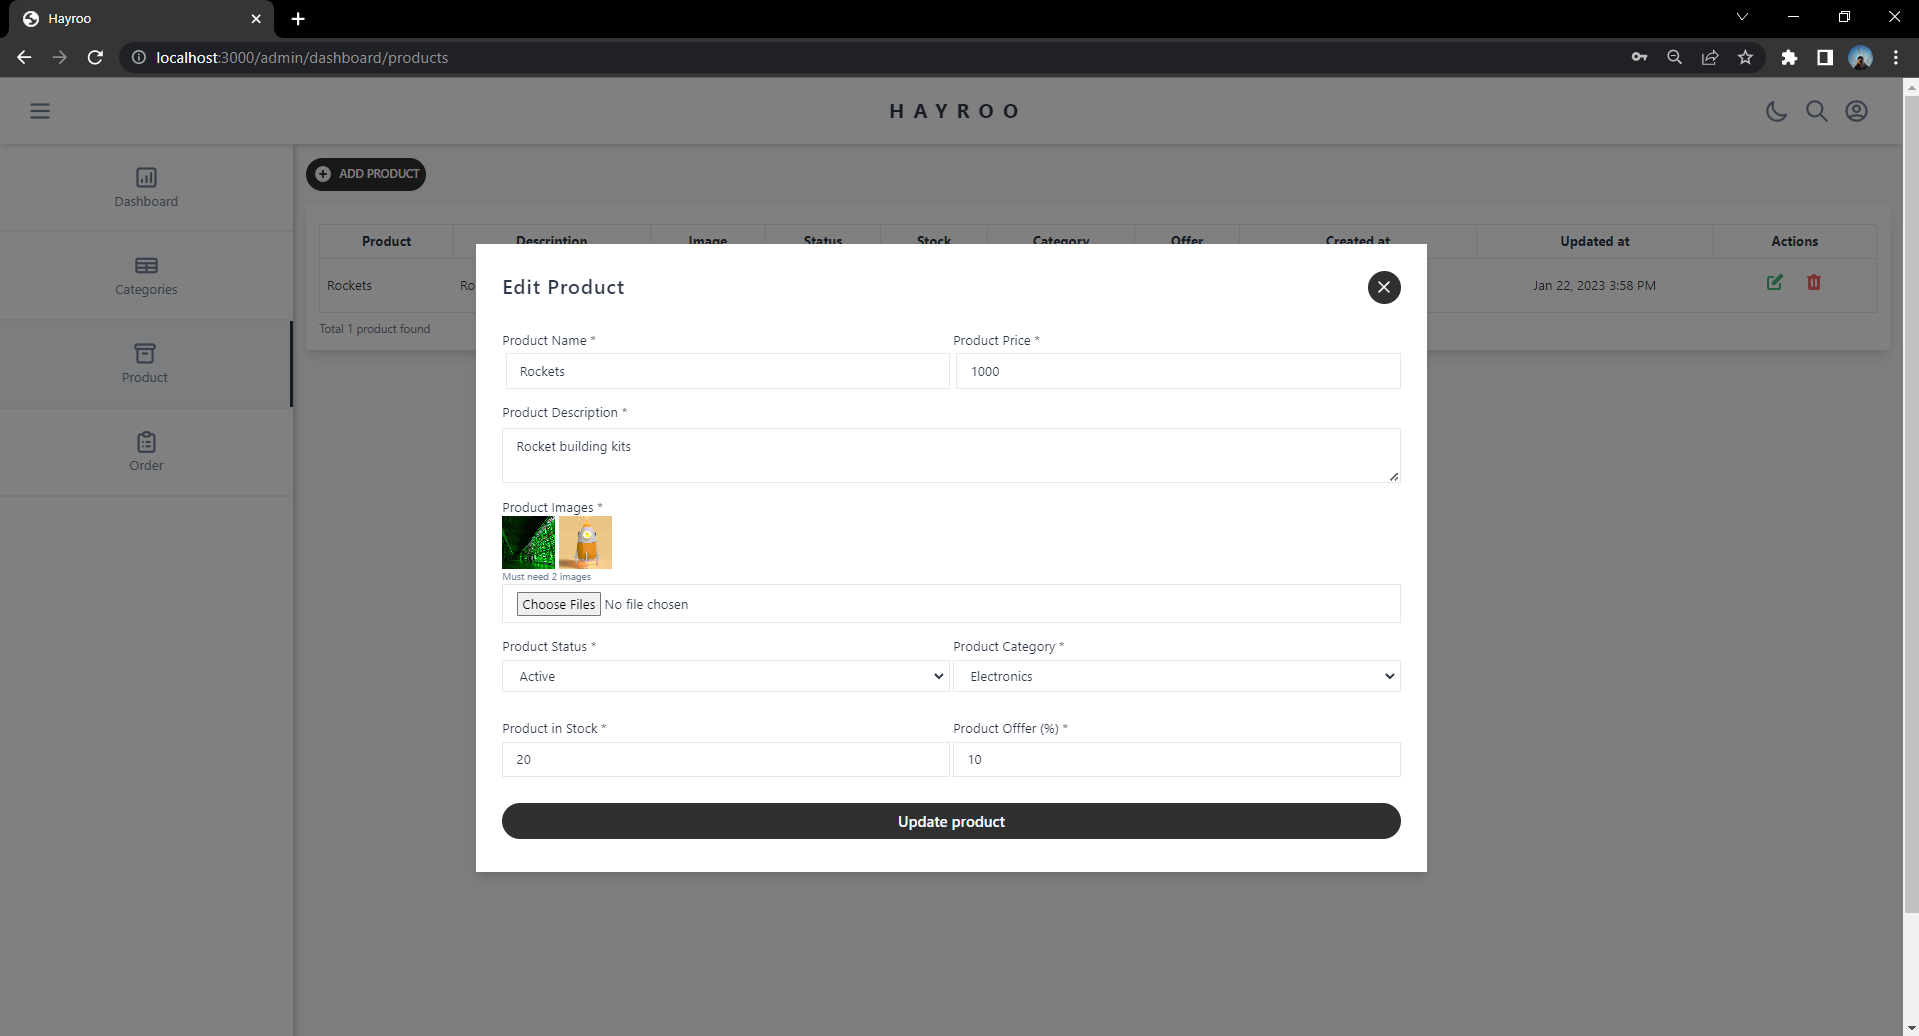 Hayroo
localhost:3000/admin/dashboard/products
HAYROO
Dashboard
Categories
Product
Order
ADD PRODUCT
Product Description Image Status Stock Category Offer Created at Updated at Actions
Rockets Ro Jan 22, 2023 3:58 PM
Total 1 product found
Edit Product
Product Name * Product Price *
Rockets 1000
Product Description *
Rocket building kits
Product Images *
Must need 2 images
Choose Files No file chosen
Product Status * Product Category *
Active Electronics
Product in Stock * Product Offfer (%) *
20 10
Update product